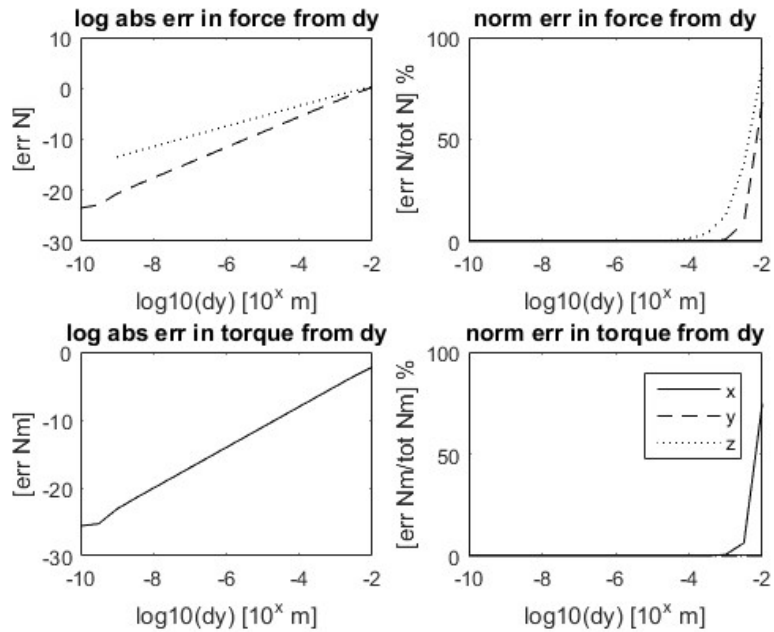 log abs err in force from dy
[err N]
10
0
-10
-20
-30
-10 -8 -6 -4 -2
log10(dy) [10^x m]
norm err in force from dy
[err N/tot N] %
100
50
0
-10 -8 -6 -4 -2
log10(dy) [10^x m]
log abs err in torque from dy
[err Nm]
0
-10
-20
-30
-10 -8 -6 -4 -2
log10(dy) [10^x m]
norm err in torque from dy
[err Nm/tot Nm] %
100
50
0
x
y
z
-10 -8 -6 -4 -2
log10(dy) [10^x m]